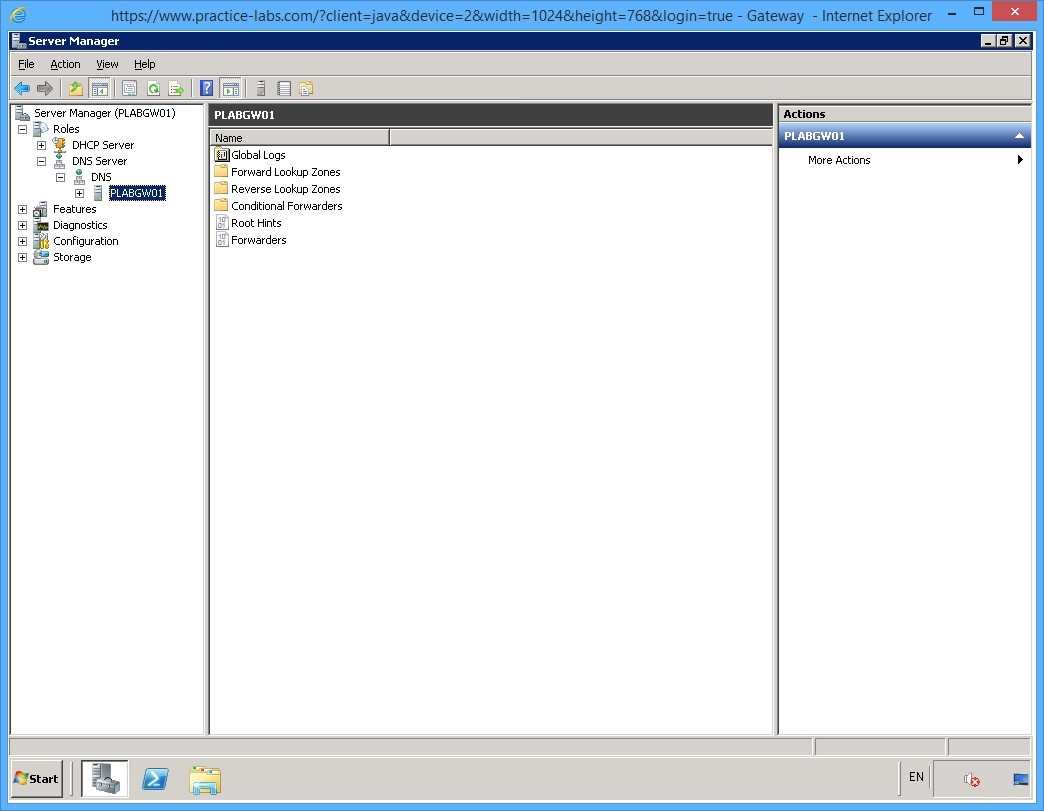 https://www.practice-labs.com/?client=java&device=2&width=1024&height=768&login=true - Gateway - Internet Explorer
Server Manager
File Action View Help
Server Manager (PLABGW01)
Roles
DHCP Server
DNS Server
DNS
PLABGW01
Features
Diagnostics
Configuration
Storage
PLABGW01
Name
Global Logs
Forward Lookup Zones
Reverse Lookup Zones
Conditional Forwarders
Root Hints
Forwarders
Actions
PLABGW01
More Actions
Start
EN